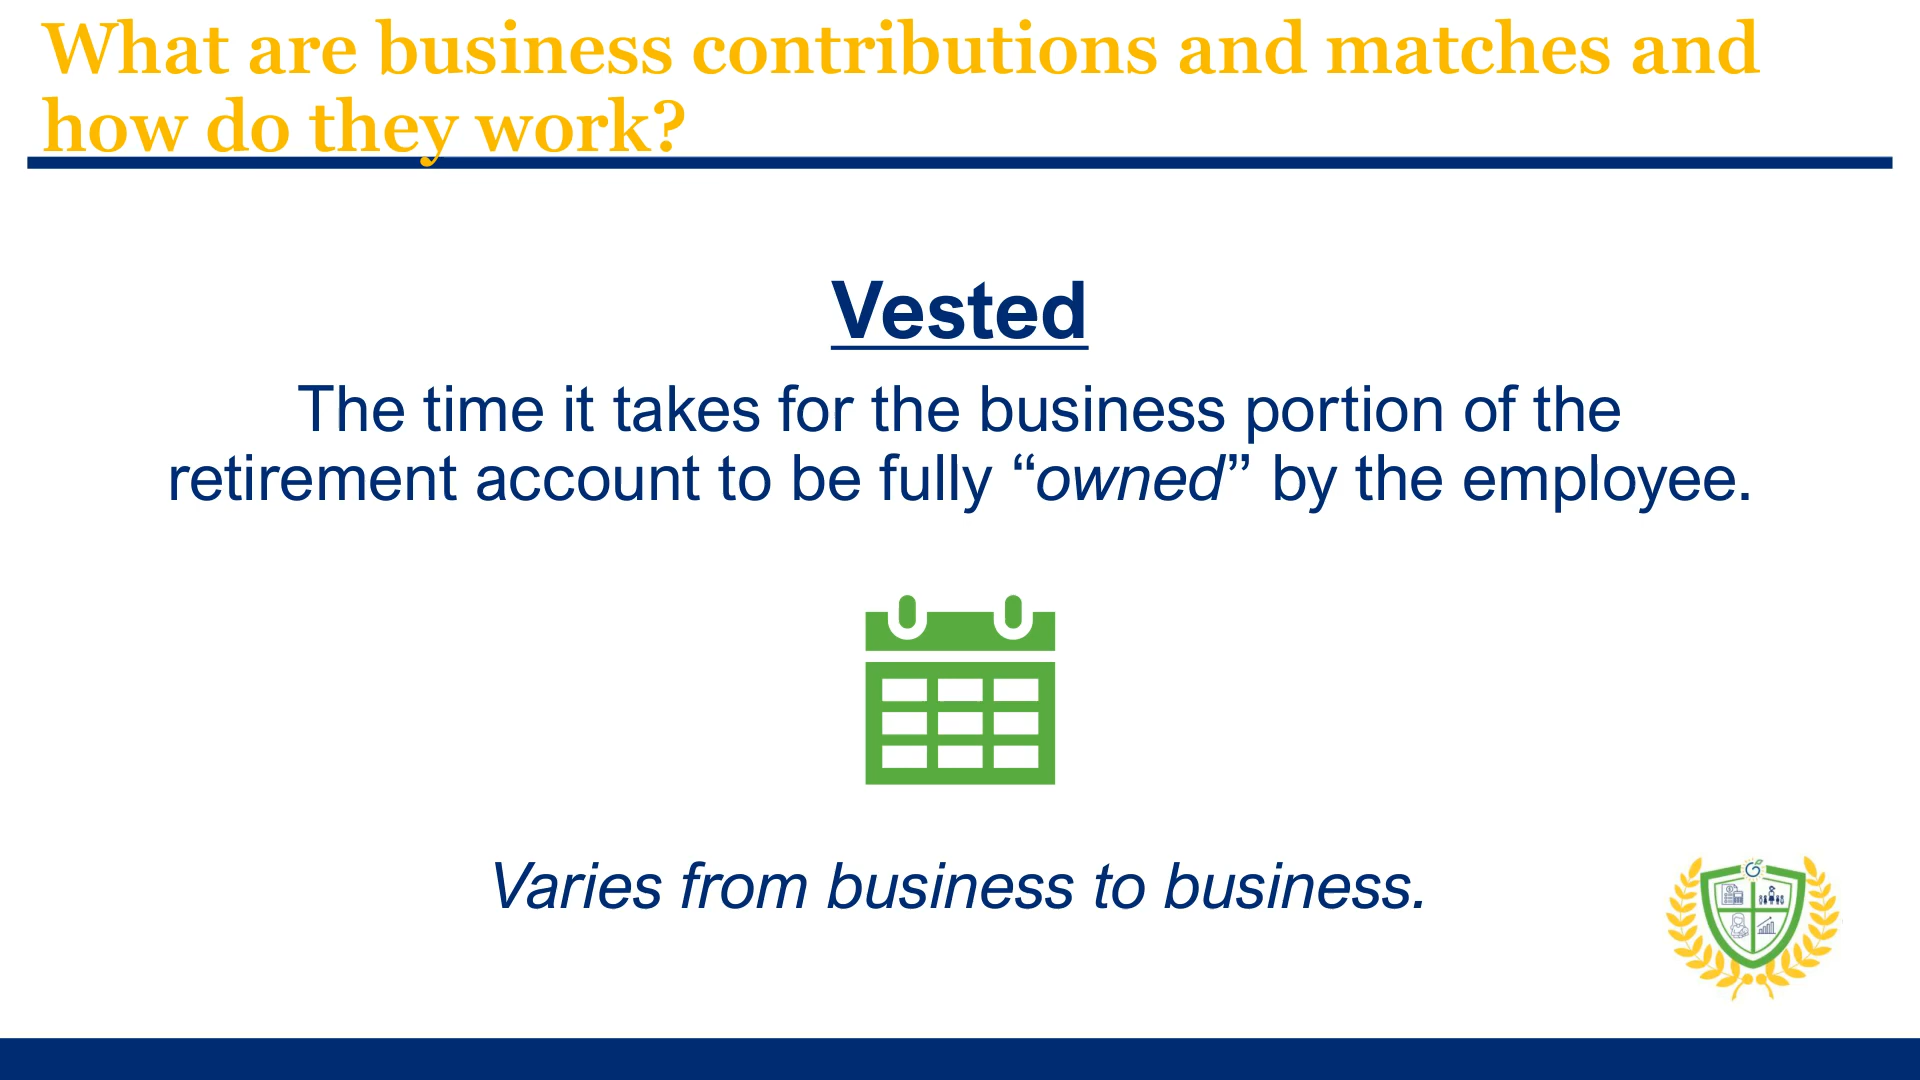 What are business contributions and matches and
how do they work?
Vested
The time it takes for the business portion of the
retirement account to be fully “owned” by the employee.
Varies from business to business.